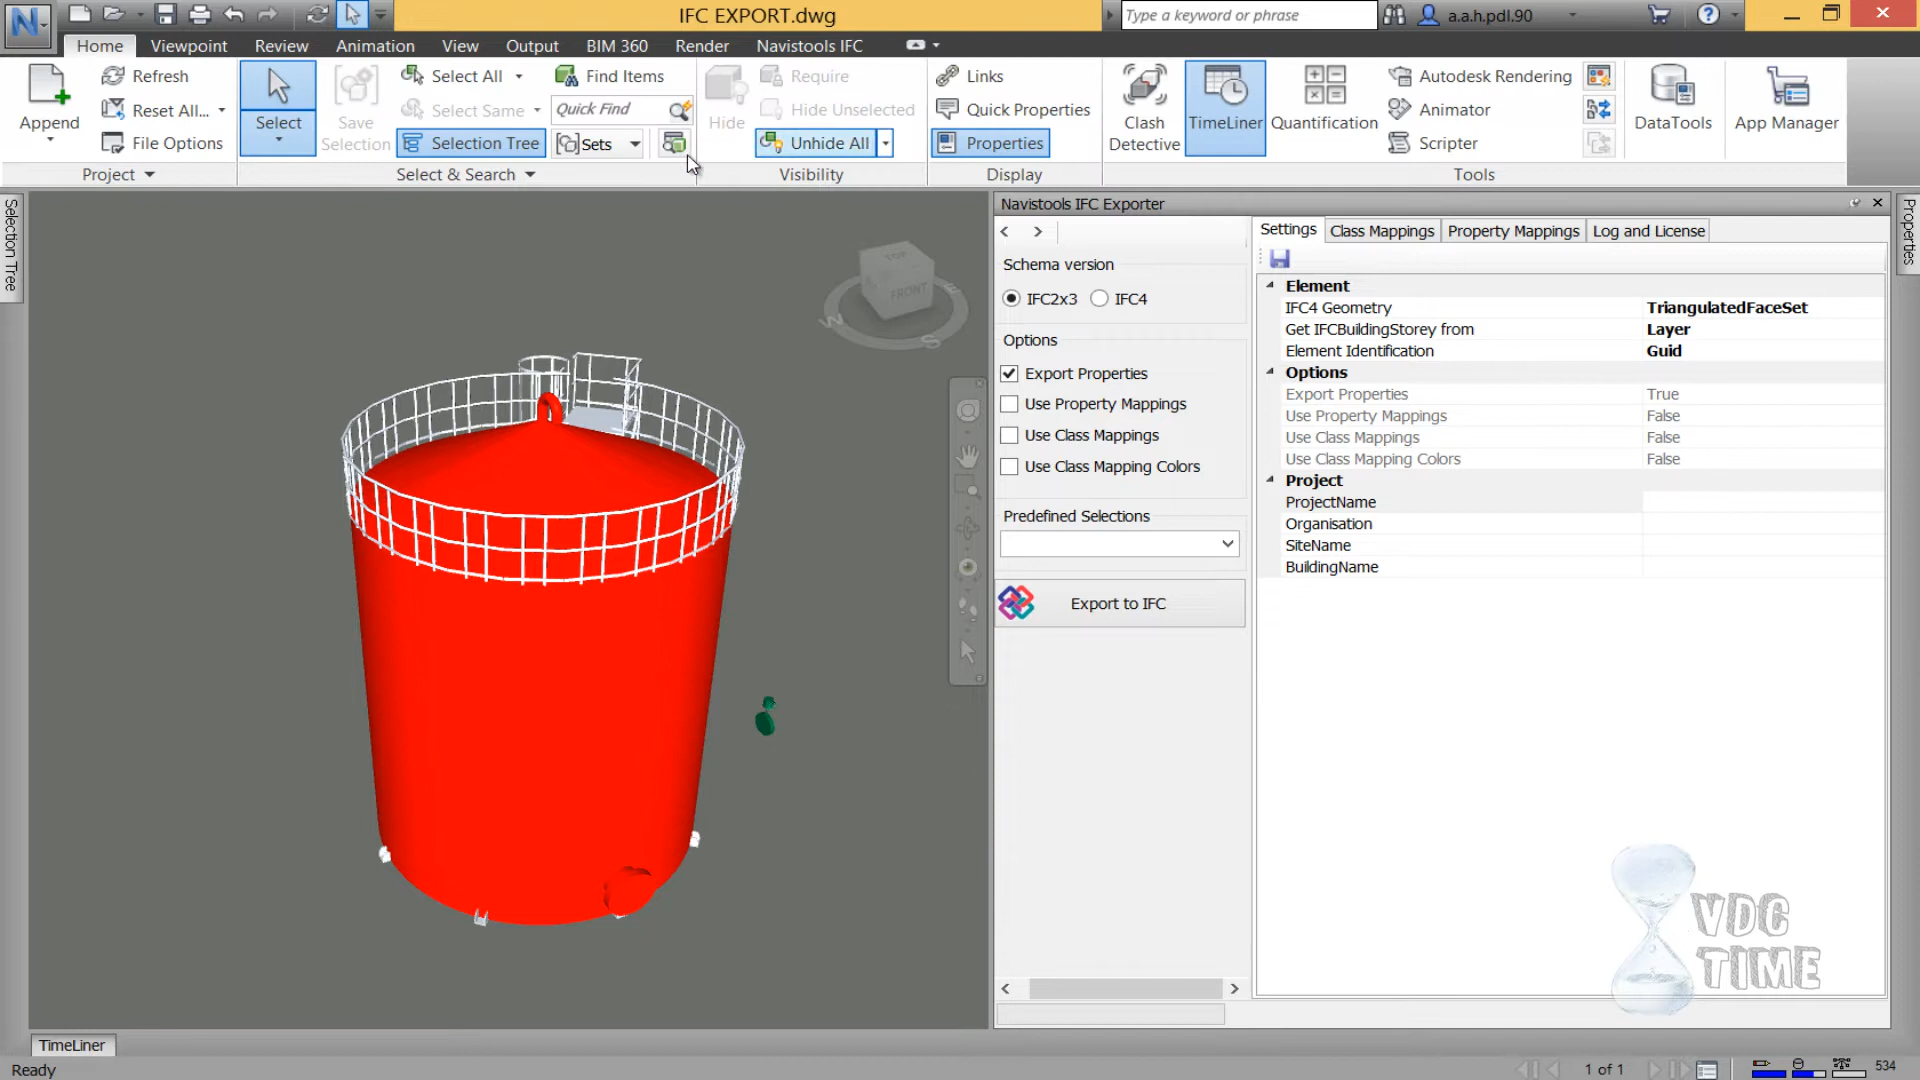 IFC EXPORT.dwg
Type a keyword or phrase
a.a.h.pdl.90
Home
Viewpoint
Review
Animation
View
Output
BIM 360
Render
Navistools IFC
Append
Refresh
Reset All...
File Options
Project
Select
Save
Selection
Select All
Select Same
Selection Tree
Find Items
Quick Find
Sets
Select & Search
Hide
Require
Hide Unselected
Unhide All
Visibility
Links
Quick Properties
Properties
Display
Clash
Detective
TimeLiner
Quantification
Autodesk Rendering
Animator
Scripter
DataTools
App Manager
Tools
Selection Tree
TOP
FRONT
W
S
E
Navistools IFC Exporter
Schema version
IFC2x3
IFC4
Options
Export Properties
Use Property Mappings
Use Class Mappings
Use Class Mapping Colors
Predefined Selections
Export to IFC
Settings
Class Mappings
Property Mappings
Log and License
Element
IFC4 Geometry TriangulatedFaceSet
Get IFCBuildingStorey from Layer
Element Identification Guid
Options
Export Properties True
Use Property Mappings False
Use Class Mappings False
Use Class Mapping Colors False
Project
ProjectName
Organisation
SiteName
BuildingName
Properties
VDC
TIME
TimeLiner
Ready
1 of 1
534